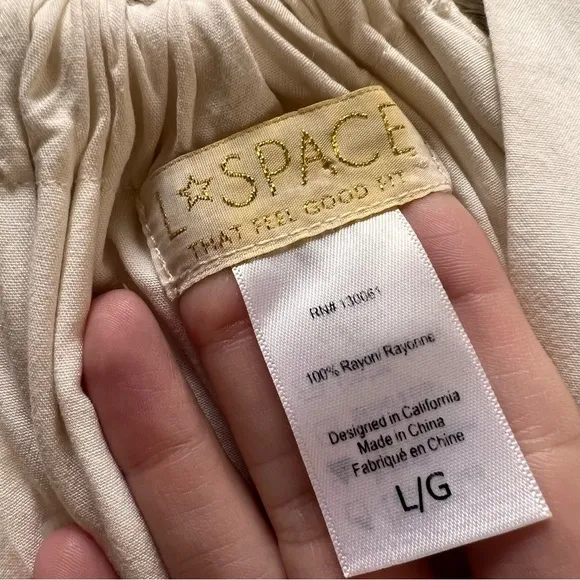 L☆SPACE
THAT FEEL GOOD FIT
RN# 130061
100% Rayon/ Rayonne
Designed in California
Made in China
Fabriqué en Chine
L/G